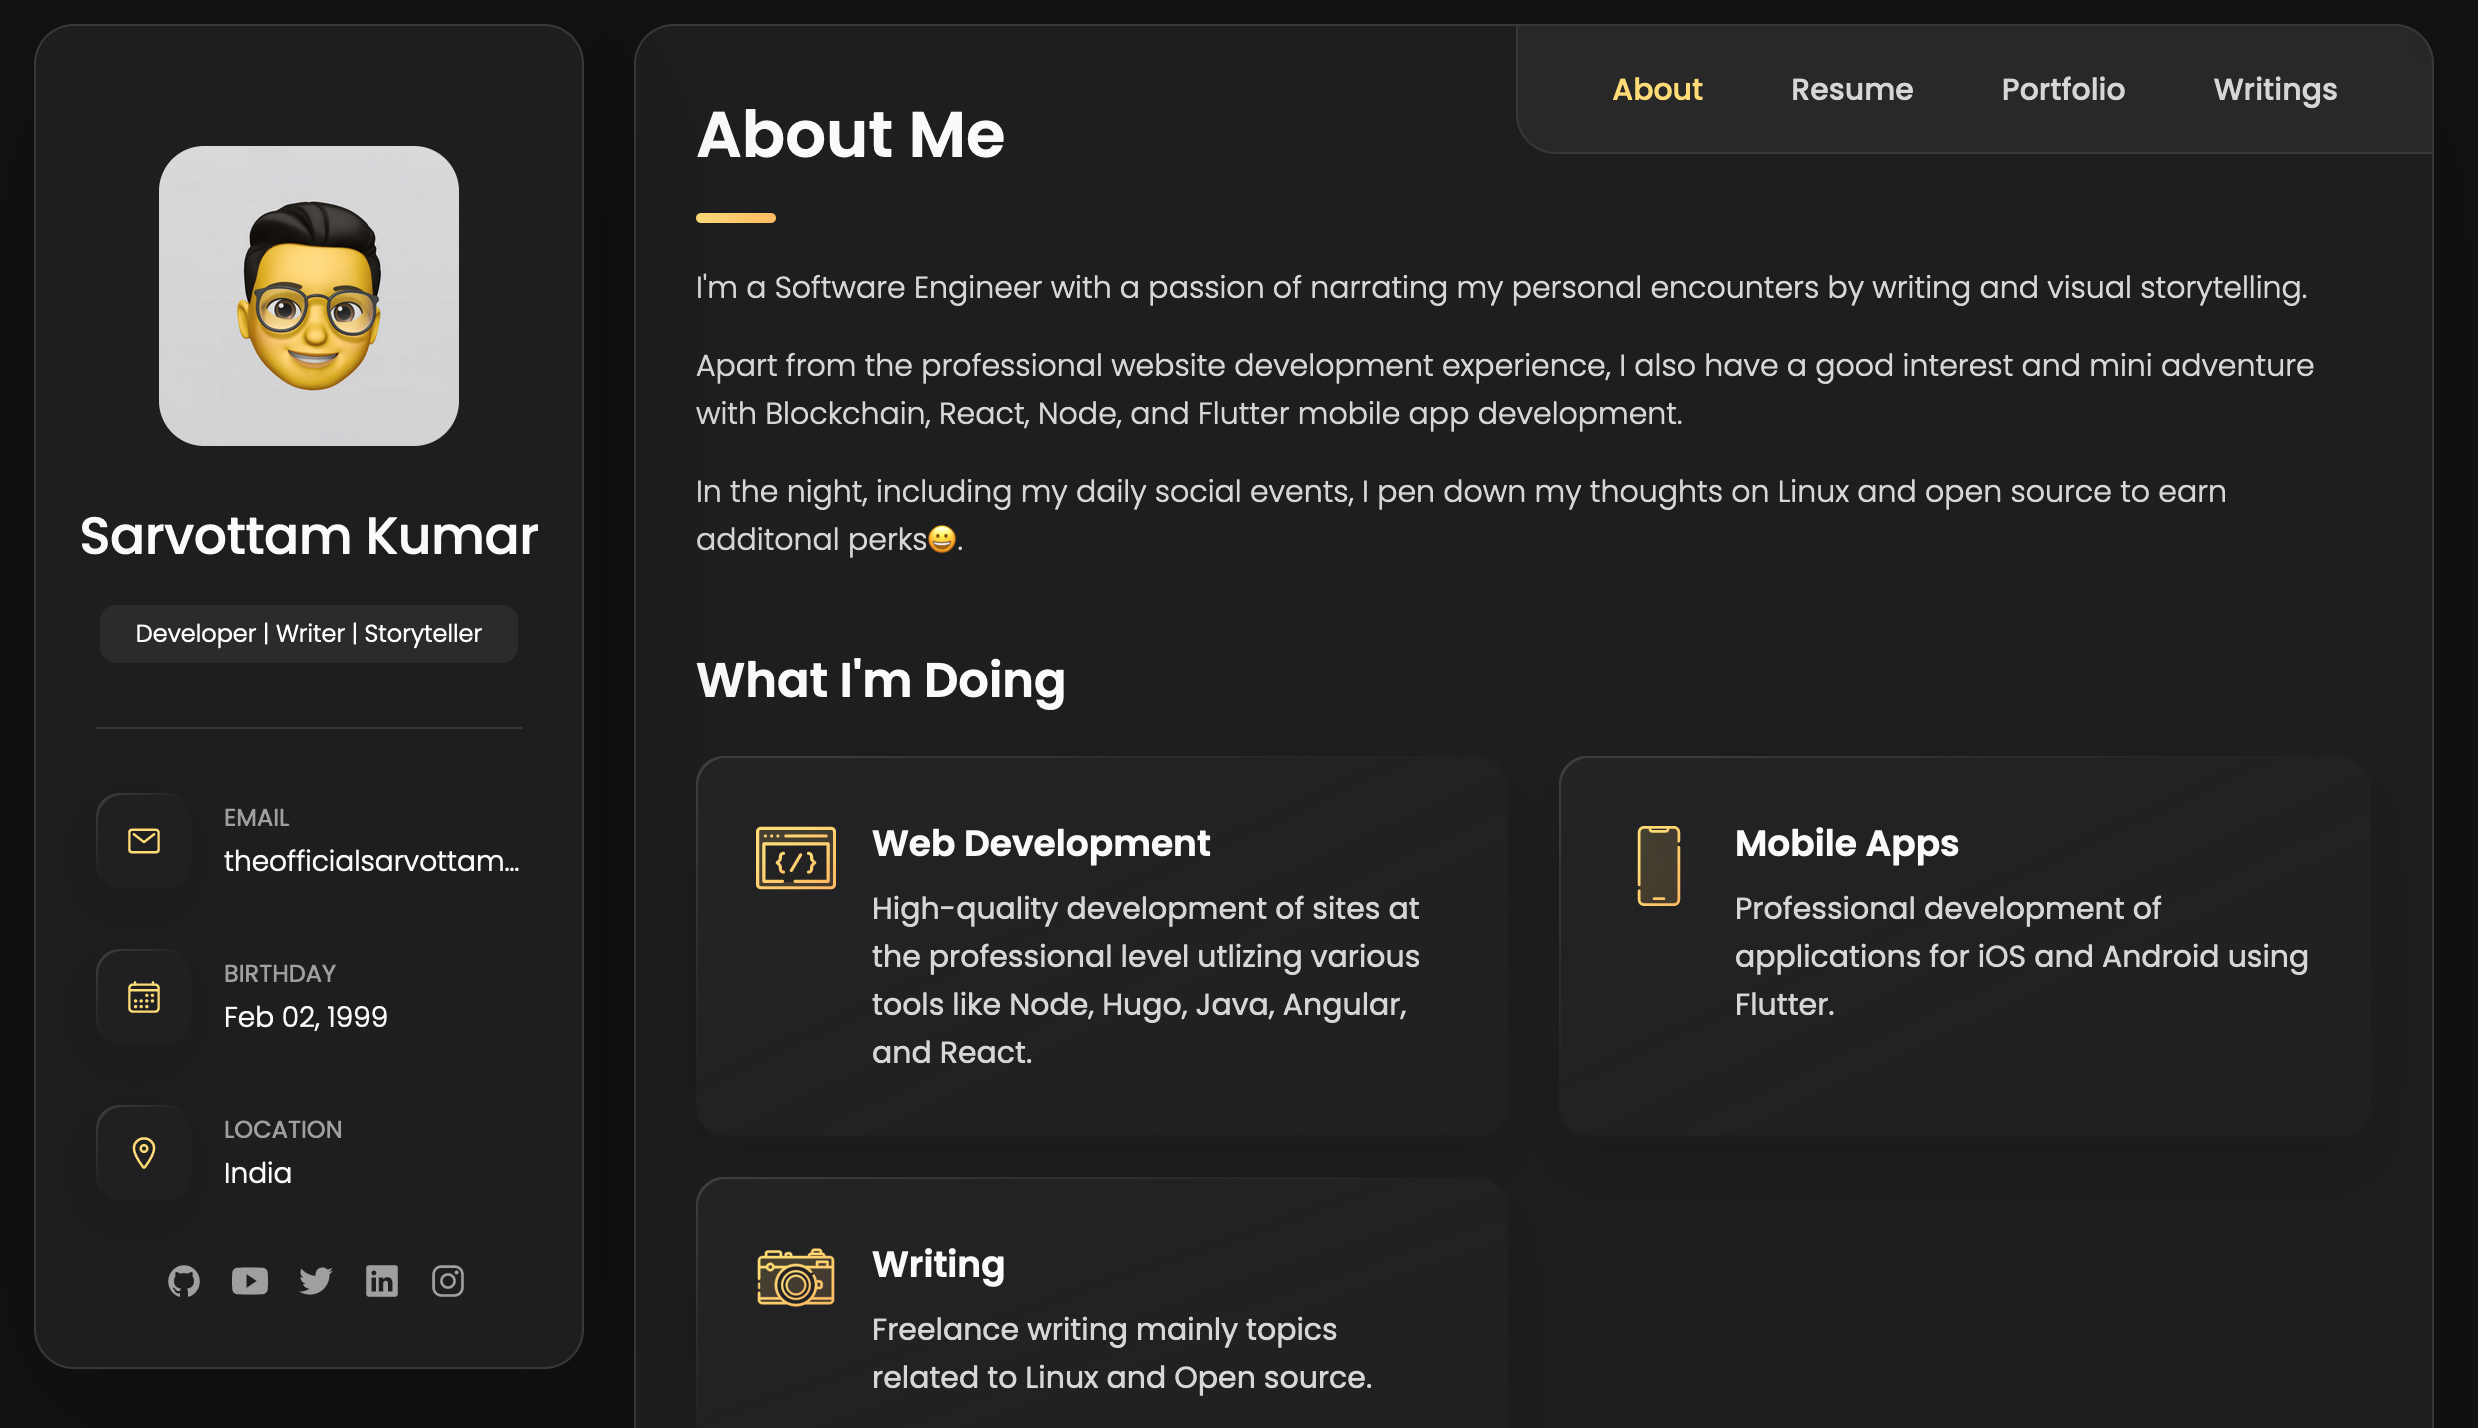 Sarvottam Kumar
Developer | Writer | Storyteller
EMAIL
theofficialsarvottam...
BIRTHDAY
Feb 02, 1999
LOCATION
India
About
Resume
Portfolio
Writings
About Me
I'm a Software Engineer with a passion of narrating my personal encounters by writing and visual storytelling.
Apart from the professional website development experience, I also have a good interest and mini adventure
with Blockchain, React, Node, and Flutter mobile app development.
In the night, including my daily social events, I pen down my thoughts on Linux and open source to earn
additonal perks😀.
What I'm Doing
Web Development
High-quality development of sites at
the professional level utlizing various
tools like Node, Hugo, Java, Angular,
and React.
Mobile Apps
Professional development of
applications for iOS and Android using
Flutter.
Writing
Freelance writing mainly topics
related to Linux and Open source.